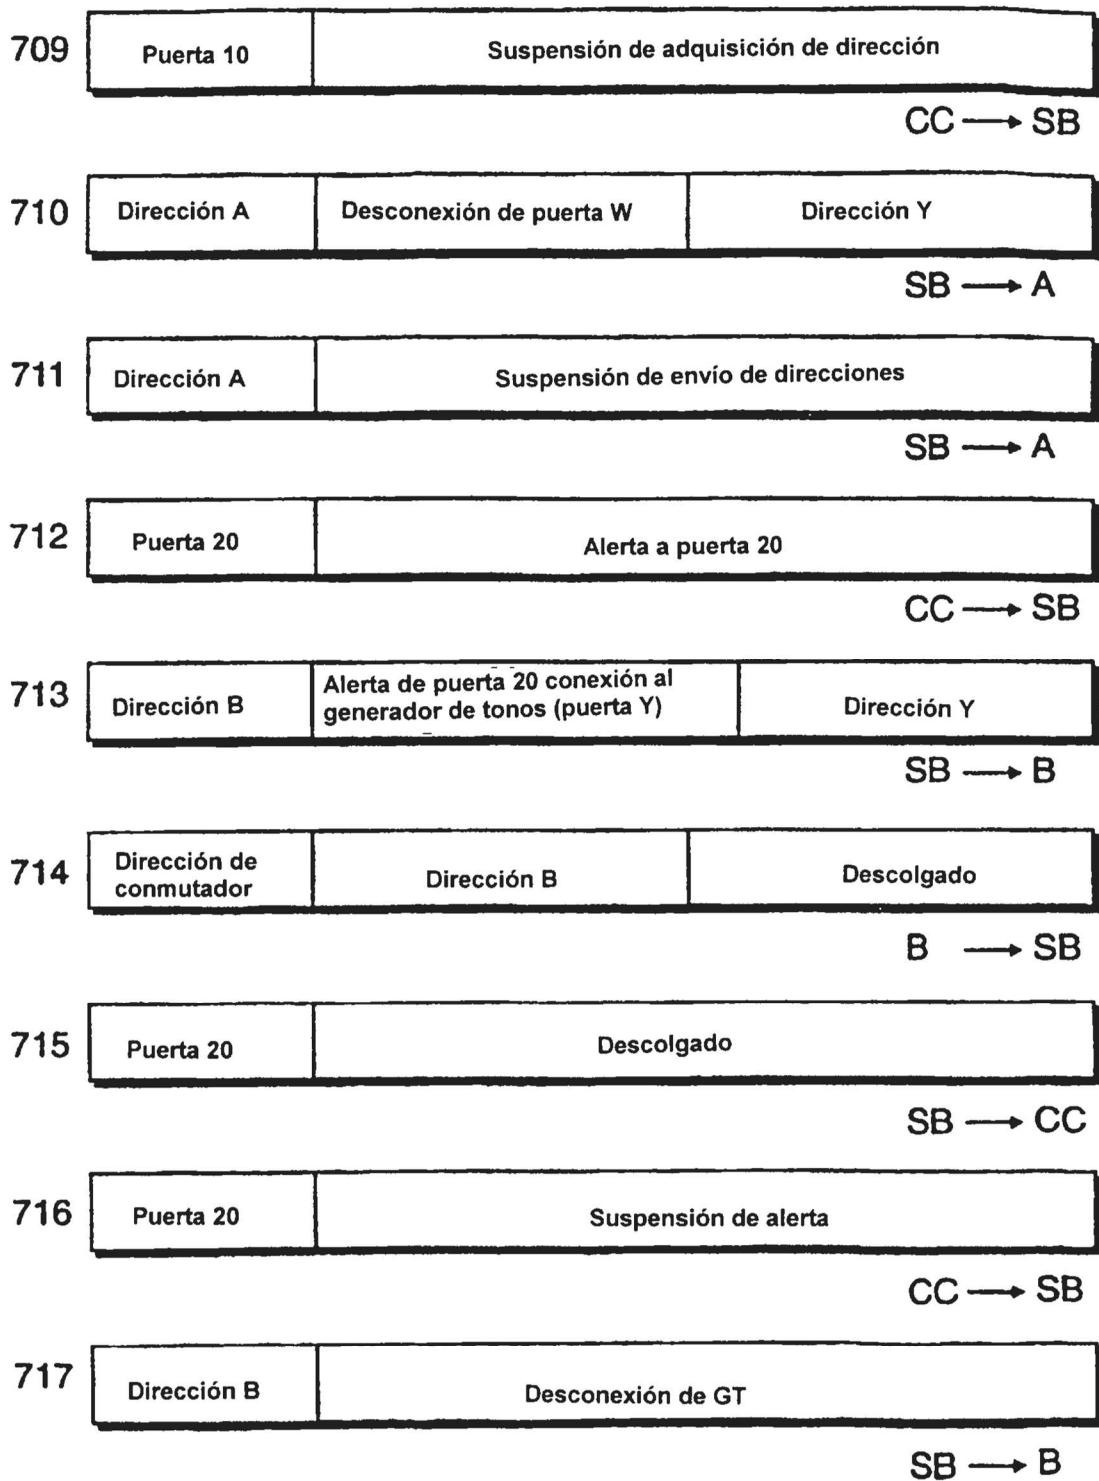 709 Puerta 10 Suspensión de adquisición de dirección
CC → SB
710 Dirección A Desconexión de puerta W Dirección Y
SB → A
711 Dirección A Suspensión de envío de direcciones
SB → A
712 Puerta 20 Alerta a puerta 20
CC → SB
713 Dirección B Alerta de puerta 20 conexión al
generador de tonos (puerta Y) Dirección Y
SB → B
714 Dirección de
conmutador Dirección B Descolgado
B → SB
715 Puerta 20 Descolgado
SB → CC
716 Puerta 20 Suspensión de alerta
CC → SB
717 Dirección B Desconexión de GT
SB → B